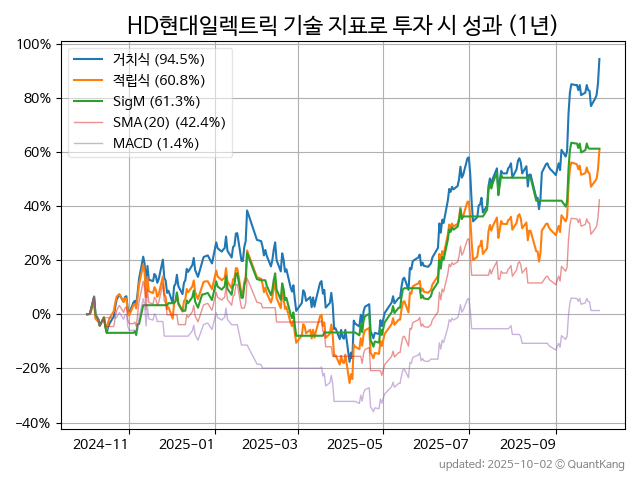 HD현대일렉트릭 기술 지표로 투자 시 성과 (1년)
거치식 (94.5%)
적립식 (60.8%)
SigM (61.3%)
SMA(20) (42.4%)
MACD (1.4%)
100%
80%
60%
40%
20%
0%
−20%
−40%
2024-11 2025-01 2025-03 2025-05 2025-07 2025-09
updated: 2025-10-02 © QuantKang